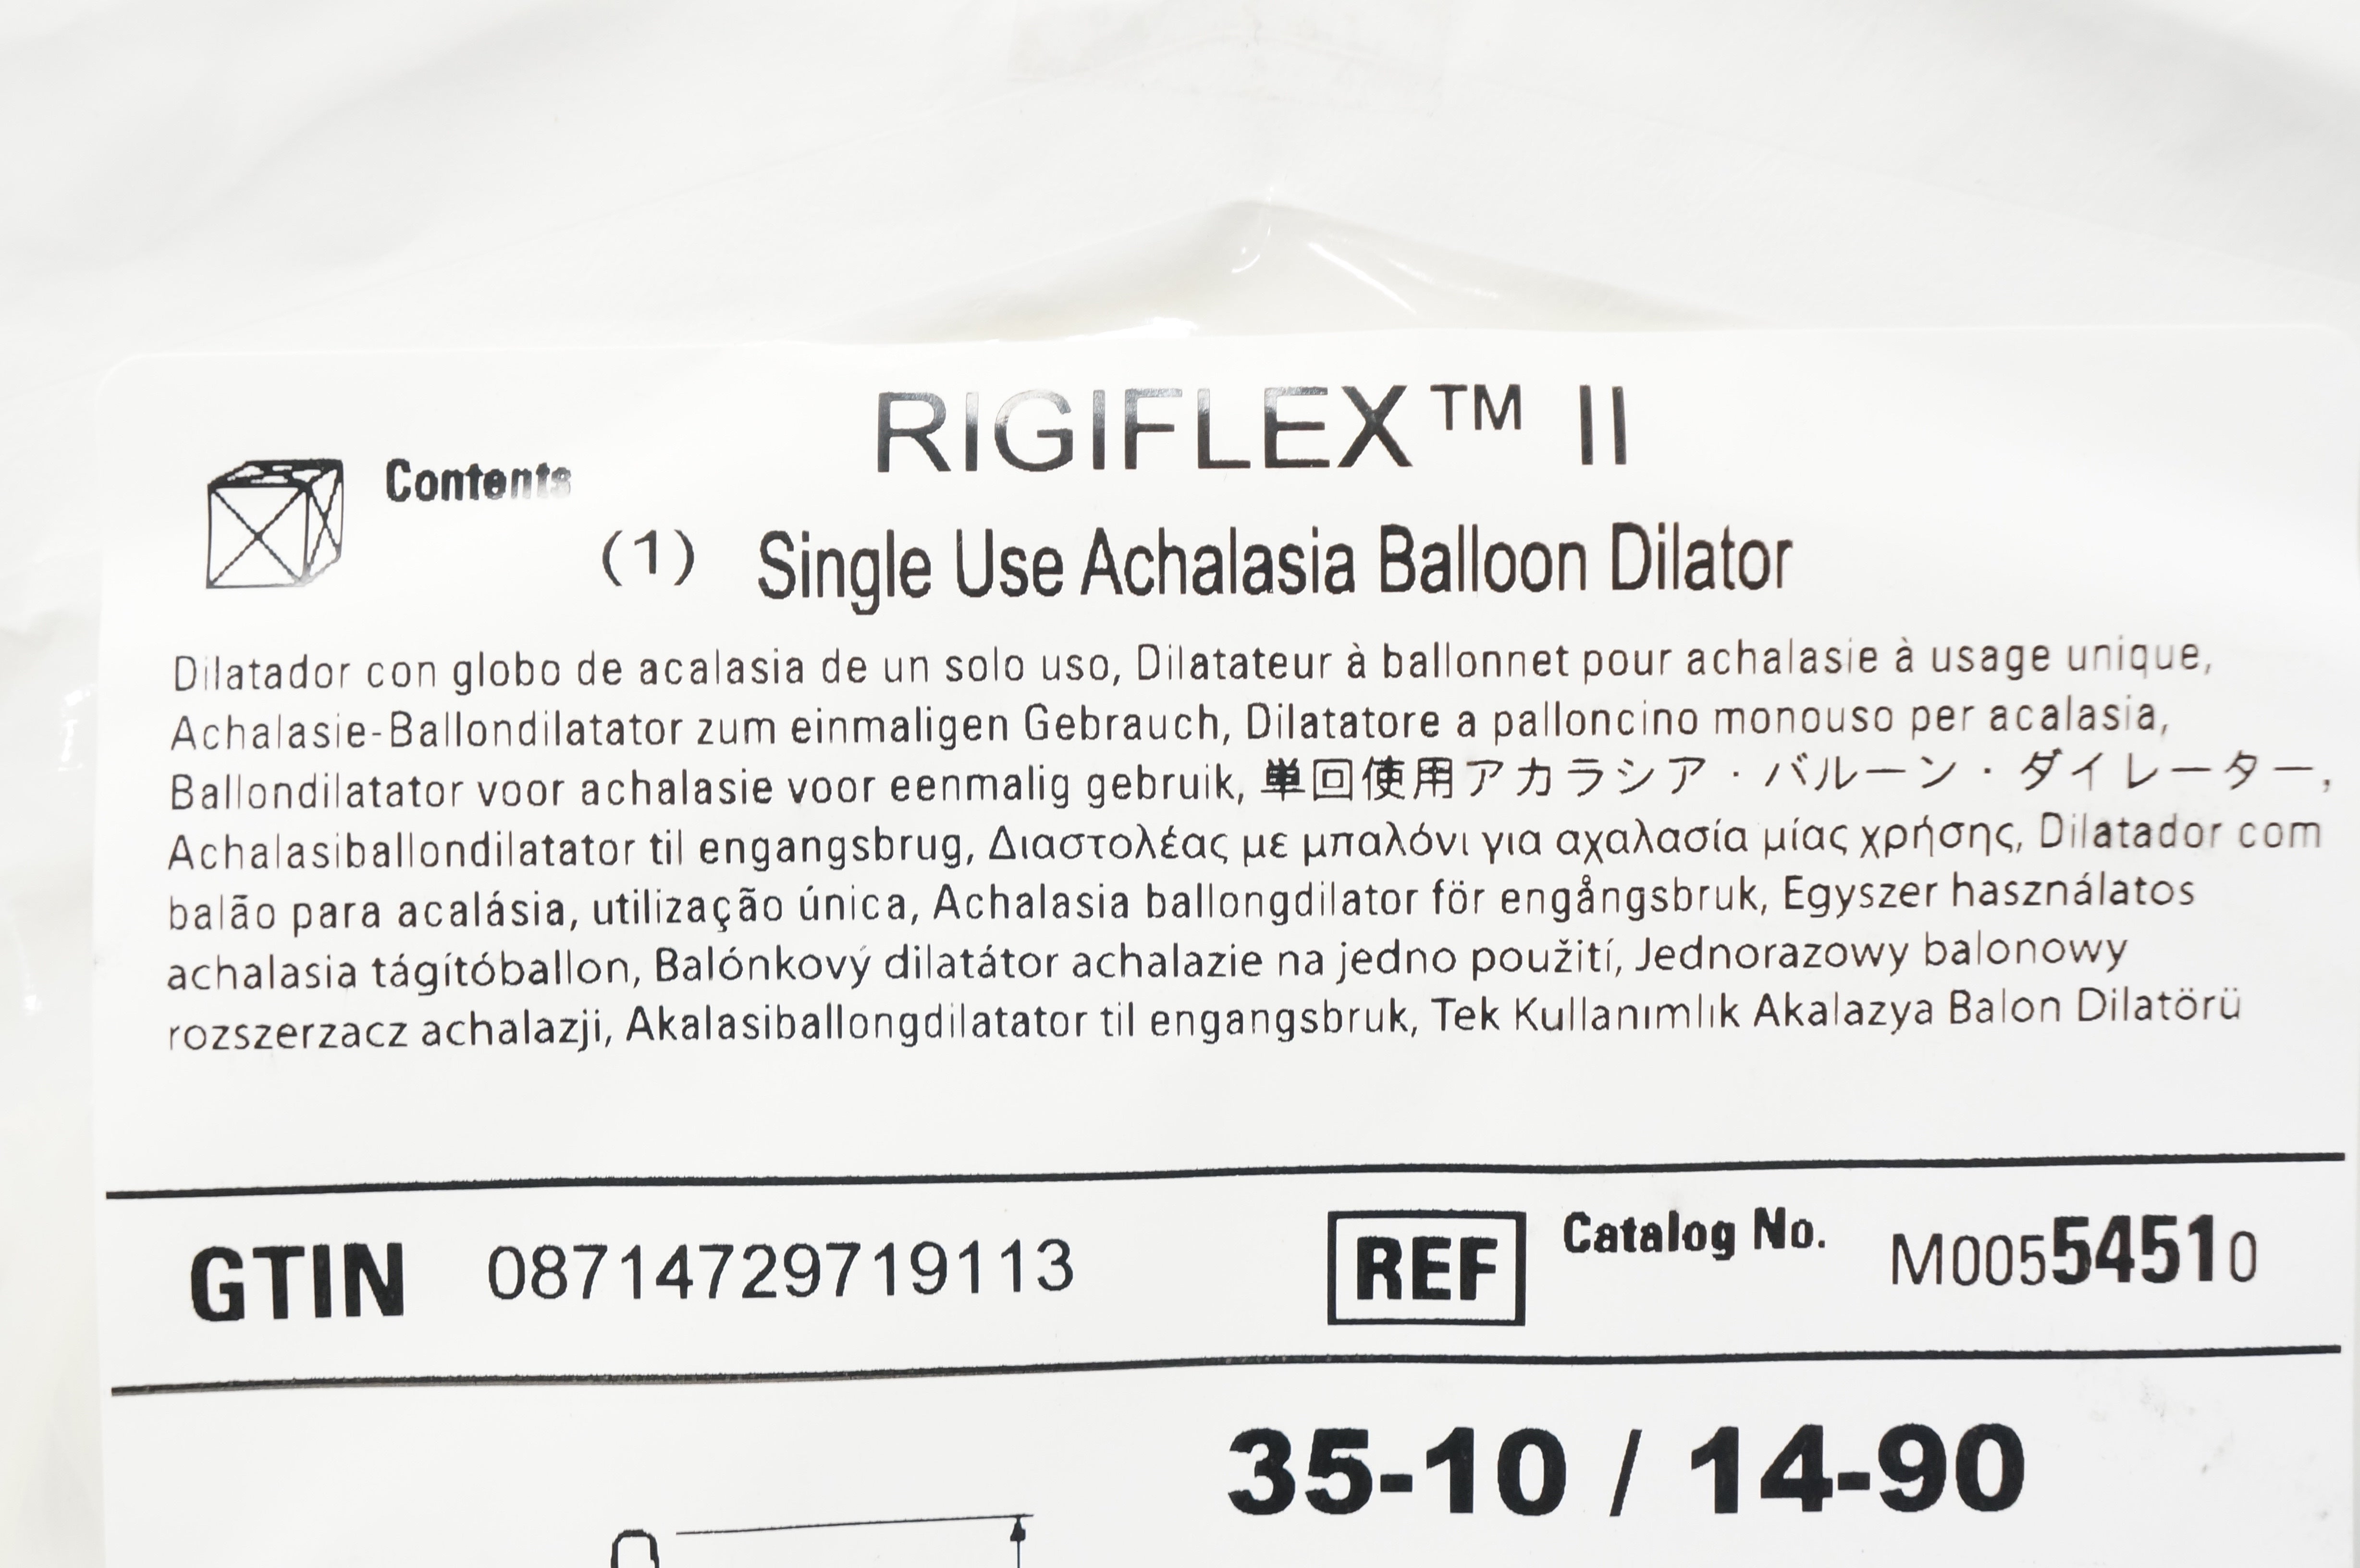 RIGIFLEX™ II
Contents
(1) Single Use Achalasia Balloon Dilator
Dilatador con globo de acalasia de un solo uso, Dilatateur à ballonnet pour achalasie à usage unique,
Achalasie-Ballondilatator zum einmaligen Gebrauch, Dilatatore a palloncino monouso per acalasia,
Ballondilatator voor achalasie voor eenmalig gebruik, 単回使用アカラシア・バルーン・ダイレーター,
Achalasiballondilatator til engangsbrug, Διαστολέας με μπαλόνι για αχαλασία μίας χρήσης, Dilatador com
balão para acalásia, utilização única, Achalasia ballongdilator för engångsbruk, Egyszer használatos
achalasia tágítóballon, Balónkový dilatátor achalazie na jedno použití, Jednorazowy balonowy
rozszerzacz achalazji, Akalasiballongdilatator til engangsbruk, Tek Kullanımlık Akalazya Balon Dilatörü
GTIN 08714729719113 REF Catalog No. M00554510
35-10 / 14-90